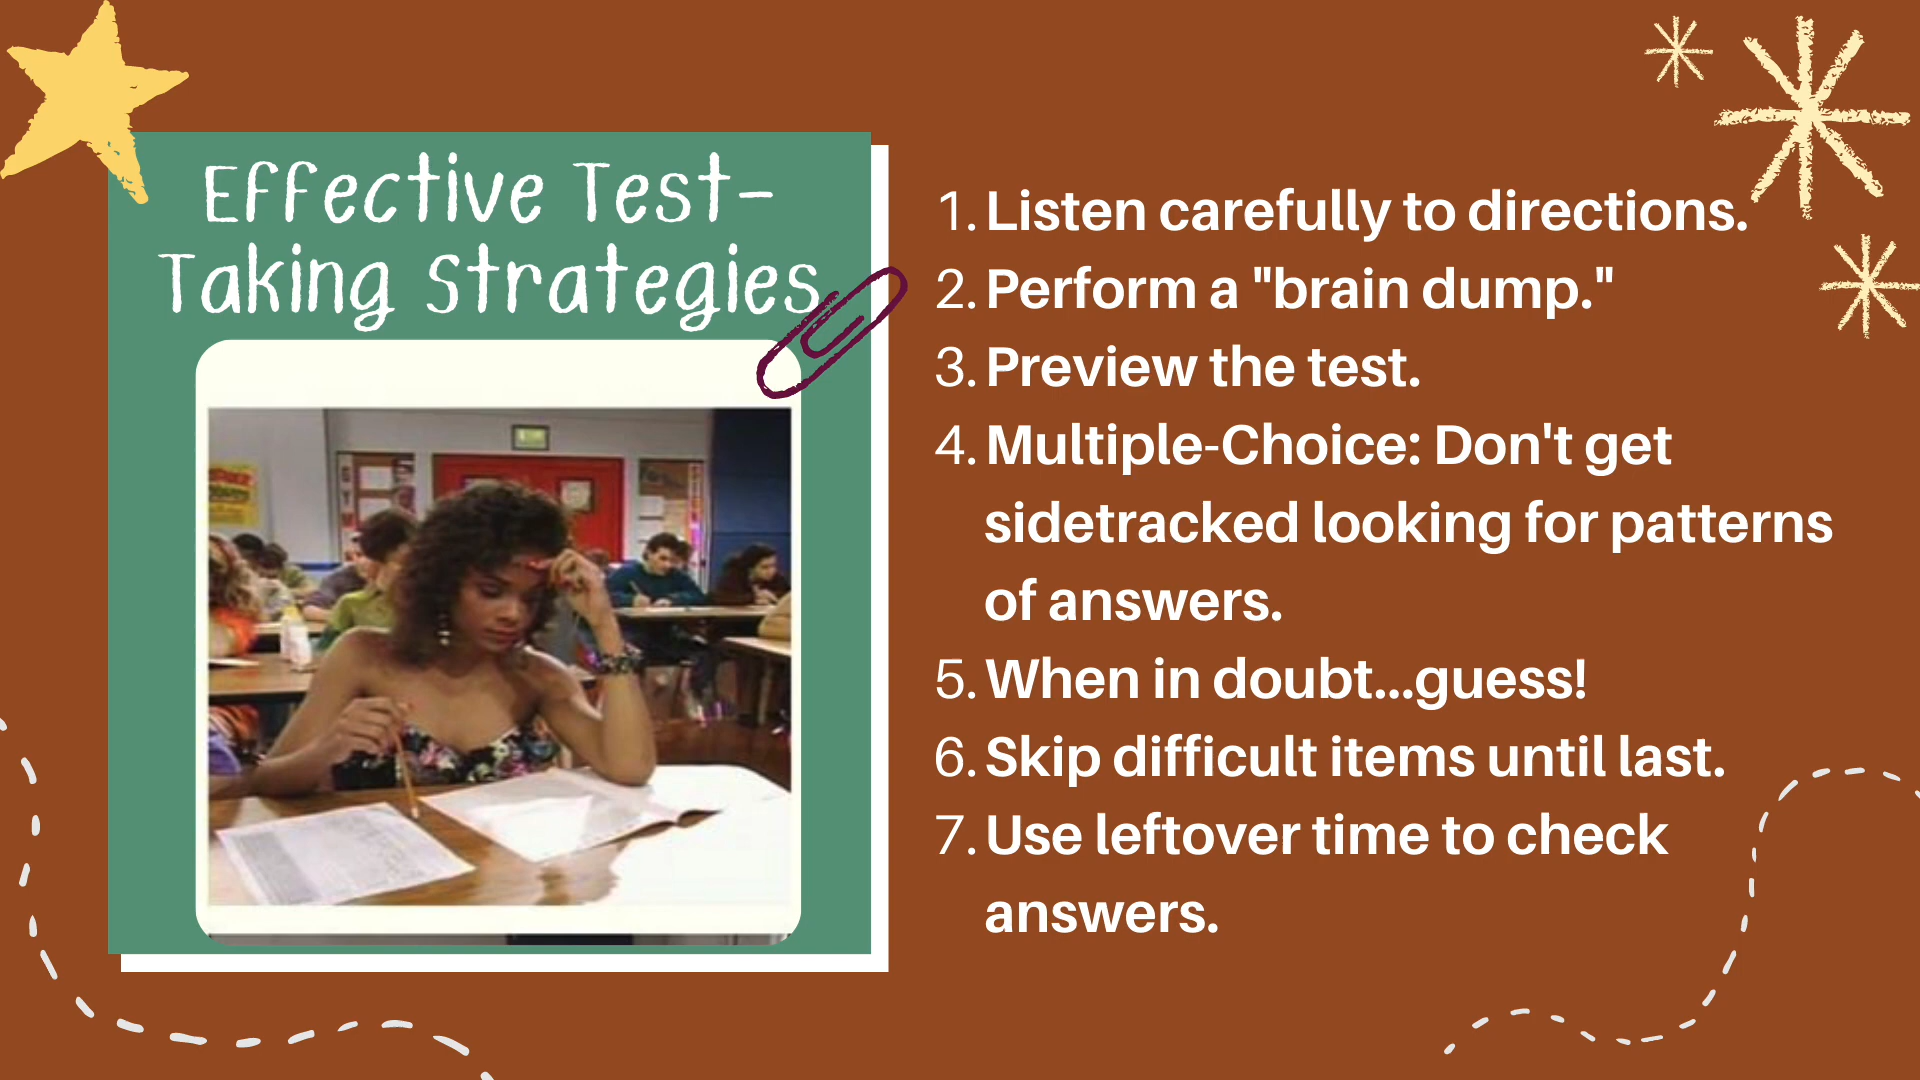 Effective Test-
Taking Strategies
1. Listen carefully to directions.
2. Perform a "brain dump."
3. Preview the test.
4. Multiple-Choice: Don't get
sidetracked looking for patterns
of answers.
5. When in doubt...guess!
6. Skip difficult items until last.
7. Use leftover time to check
answers.